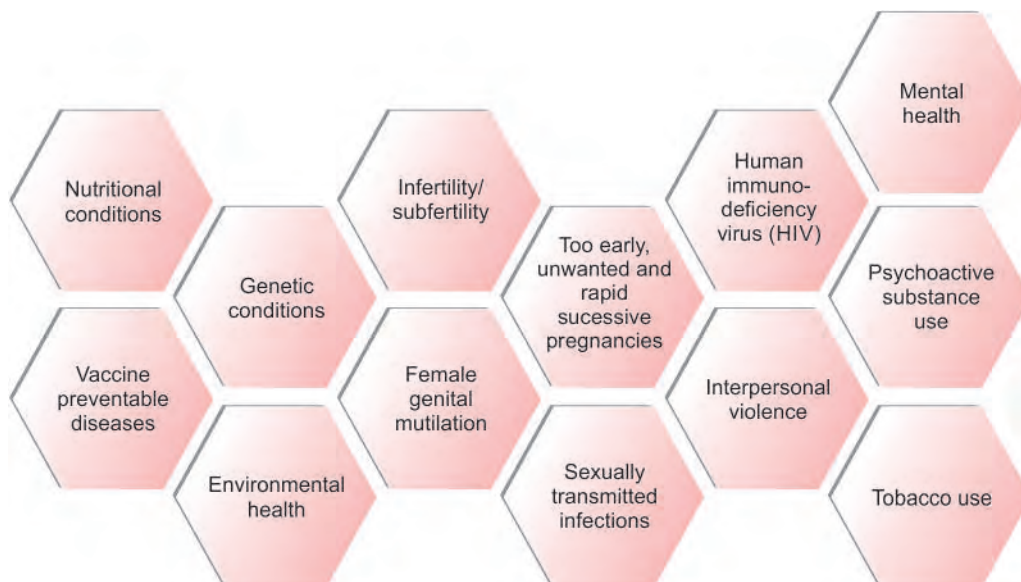 Nutritional
conditions
Vaccine
preventable
diseases
Genetic
conditions
Environmental
health
Infertility/
subfertility
Female
genital
mutilation
Too early,
unwanted and
rapid
sucessive
pregnancies
Sexually
transmitted
infections
Human
immuno-
deficiency
virus (HIV)
Interpersonal
violence
Mental
health
Psychoactive
substance
use
Tobacco use